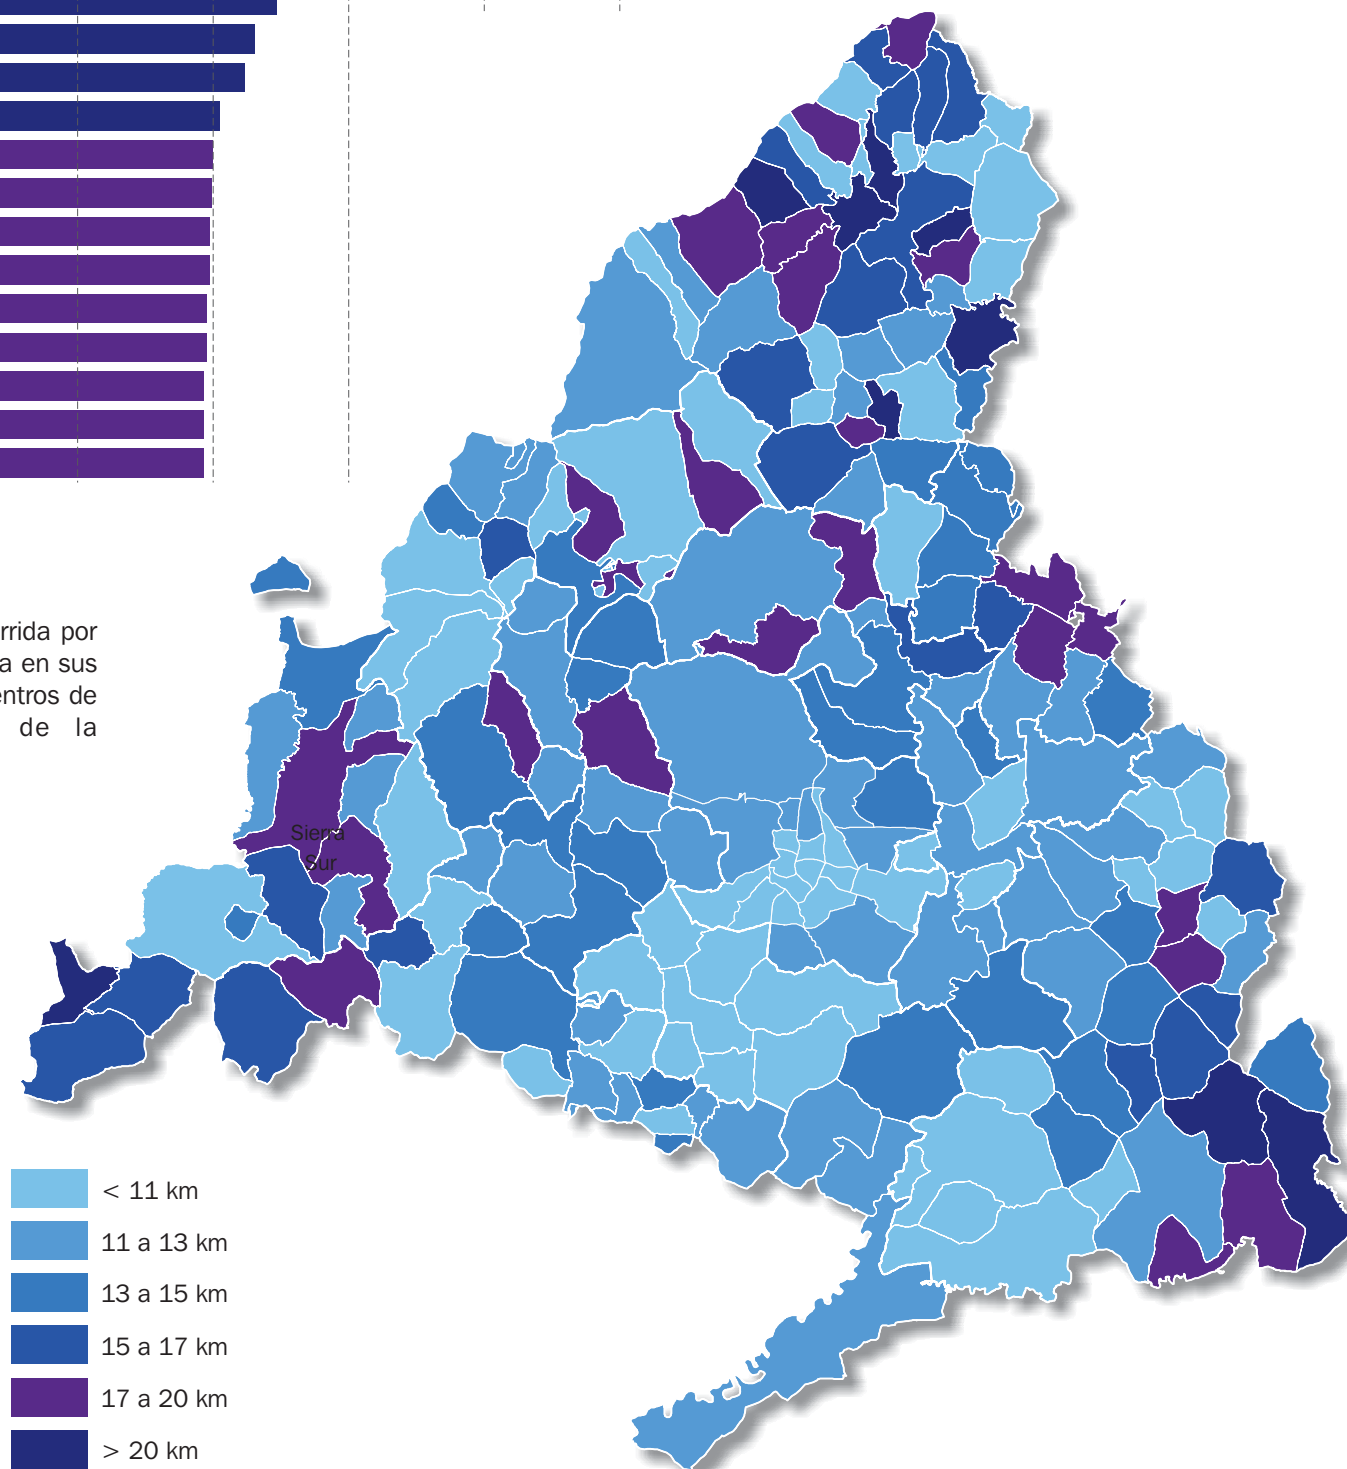 rrida por
a en sus
entros de
de la
Sierra
Sur
< 11 km
11 a 13 km
13 a 15 km
15 a 17 km
17 a 20 km
> 20 km